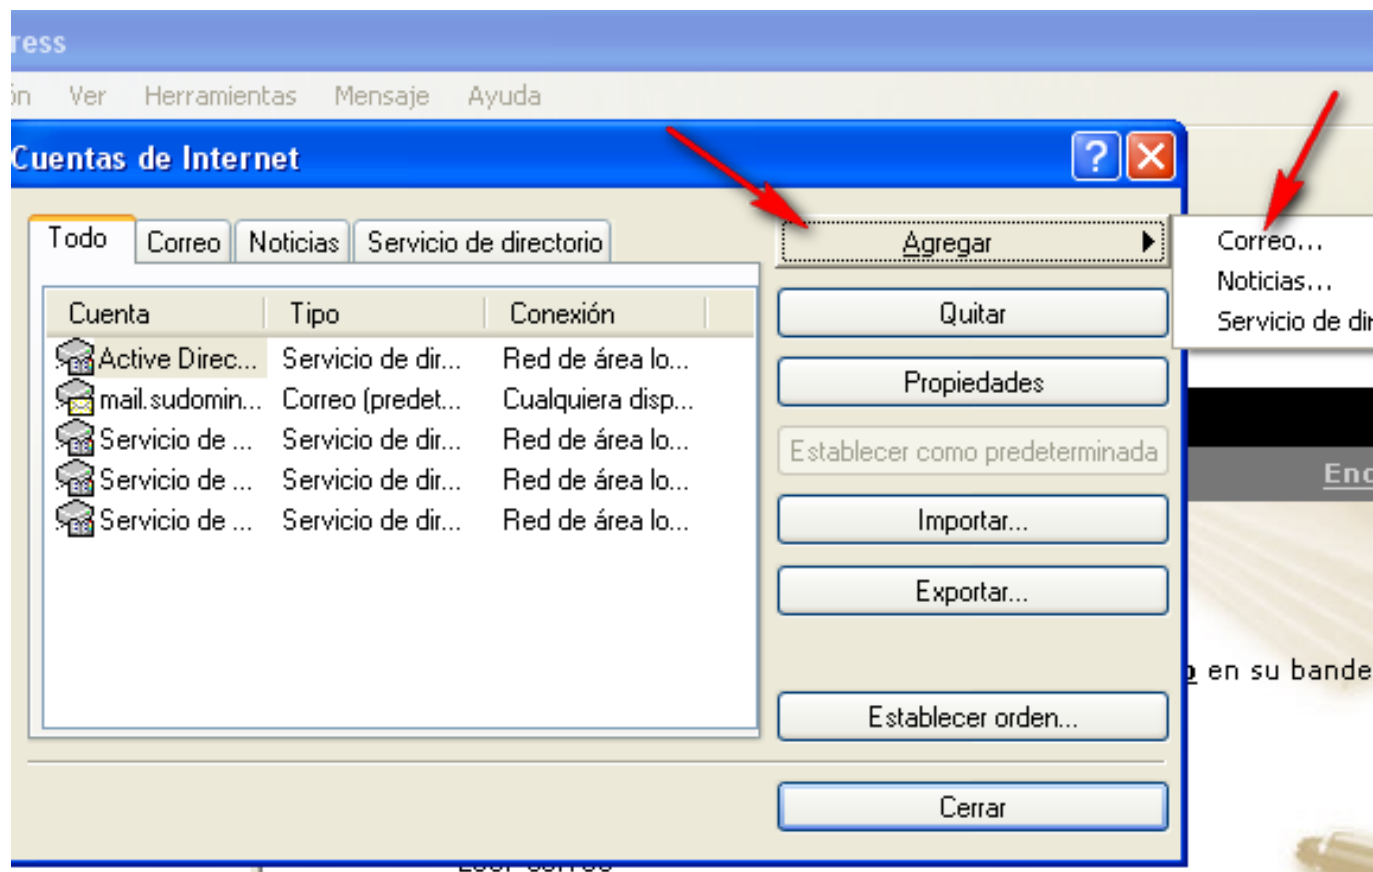 ress
ón Ver Herramientas Mensaje Ayuda
Cuentas de Internet
Todo Correo Noticias Servicio de directorio
Agregar
Correo...
Noticias...
Servicio de dir
Cuenta Tipo Conexión
Active Direc... Servicio de dir... Red de área lo...
mail.sudomin... Correo (predet... Cualquiera disp...
Servicio de ... Servicio de dir... Red de área lo...
Servicio de ... Servicio de dir... Red de área lo...
Servicio de ... Servicio de dir... Red de área lo...
Quitar
Propiedades
Establecer como predeterminada
Importar...
Exportar...
Establecer orden...
Cerrar
Enc
en su bande